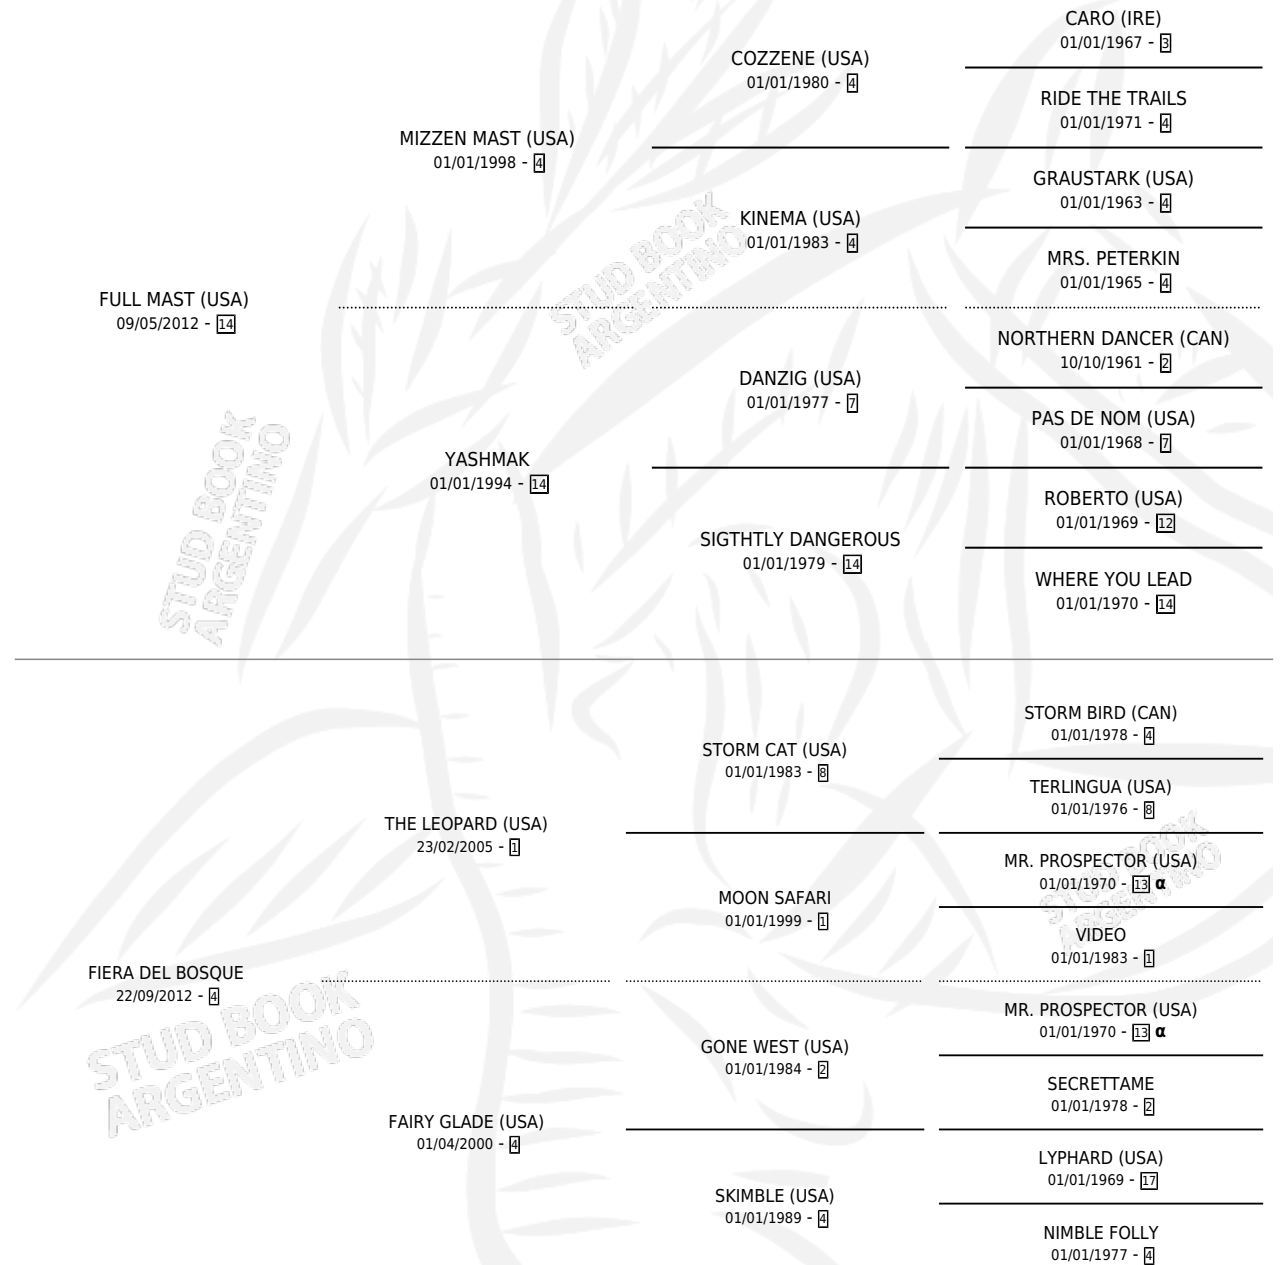 CARO (IRE)
01/01/1967 - 3
COZZENE (USA)
01/01/1980 - 4
RIDE THE TRAILS
01/01/1971 - 4
MIZZEN MAST (USA)
01/01/1998 - 4
GRAUSTARK (USA)
01/01/1963 - 4
KINEMA (USA)
01/01/1983 - 4
MRS. PETERKIN
01/01/1965 - 4
FULL MAST (USA)
09/05/2012 - 14
NORTHERN DANCER (CAN)
10/10/1961 - 2
DANZIG (USA)
01/01/1977 - 7
PAS DE NOM (USA)
01/01/1968 - 7
YASHMAK
01/01/1994 - 14
ROBERTO (USA)
01/01/1969 - 12
SIGTHTLY DANGEROUS
01/01/1979 - 14
WHERE YOU LEAD
01/01/1970 - 14
STORM BIRD (CAN)
01/01/1978 - 4
STORM CAT (USA)
01/01/1983 - 8
TERLINGUA (USA)
01/01/1976 - 8
THE LEOPARD (USA)
23/02/2005 - 1
MR. PROSPECTOR (USA)
01/01/1970 - 13 α
MOON SAFARI
01/01/1999 - 1
VIDEO
01/01/1983 - 1
FIERA DEL BOSQUE
22/09/2012 - 4
MR. PROSPECTOR (USA)
01/01/1970 - 13 α
GONE WEST (USA)
01/01/1984 - 2
SECRETTAME
01/01/1978 - 2
FAIRY GLADE (USA)
01/04/2000 - 4
LYPHARD (USA)
01/01/1969 - 17
SKIMBLE (USA)
01/01/1989 - 4
NIMBLE FOLLY
01/01/1977 - 4
STUD BOOK
ARGENTINO
STUD BOOK
ARGENTINO
STUD BOOK
ARGENTINO
STUD BOOK
ARGENTINO